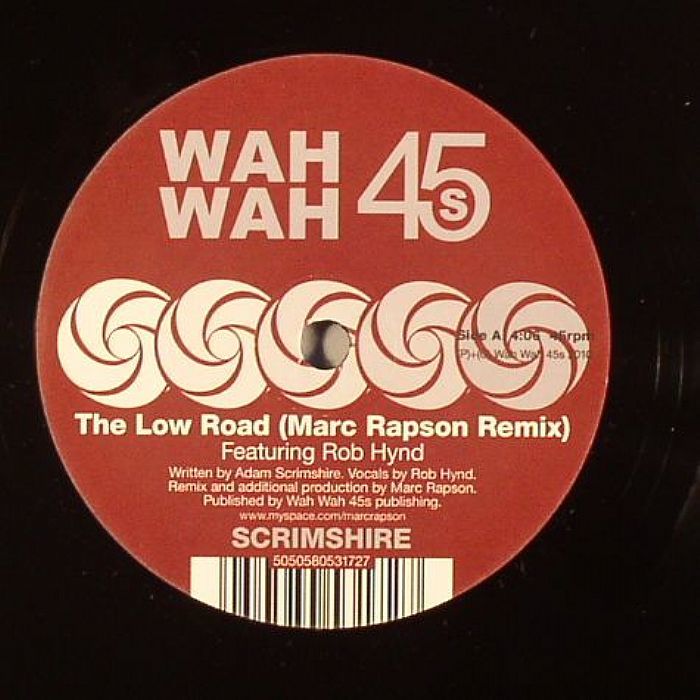 WAH WAH 45s
Side A. 4:06 45rpm
(P)+(c) Wah Wah 45s 2010
The Low Road (Marc Rapson Remix)
Featuring Rob Hynd
Written by Adam Scrimshire. Vocals by Rob Hynd.
Remix and additional production by Marc Rapson.
Published by Wah Wah 45s publishing.
www.myspace.com/marcrapson
SCRIMSHIRE
5050580531727